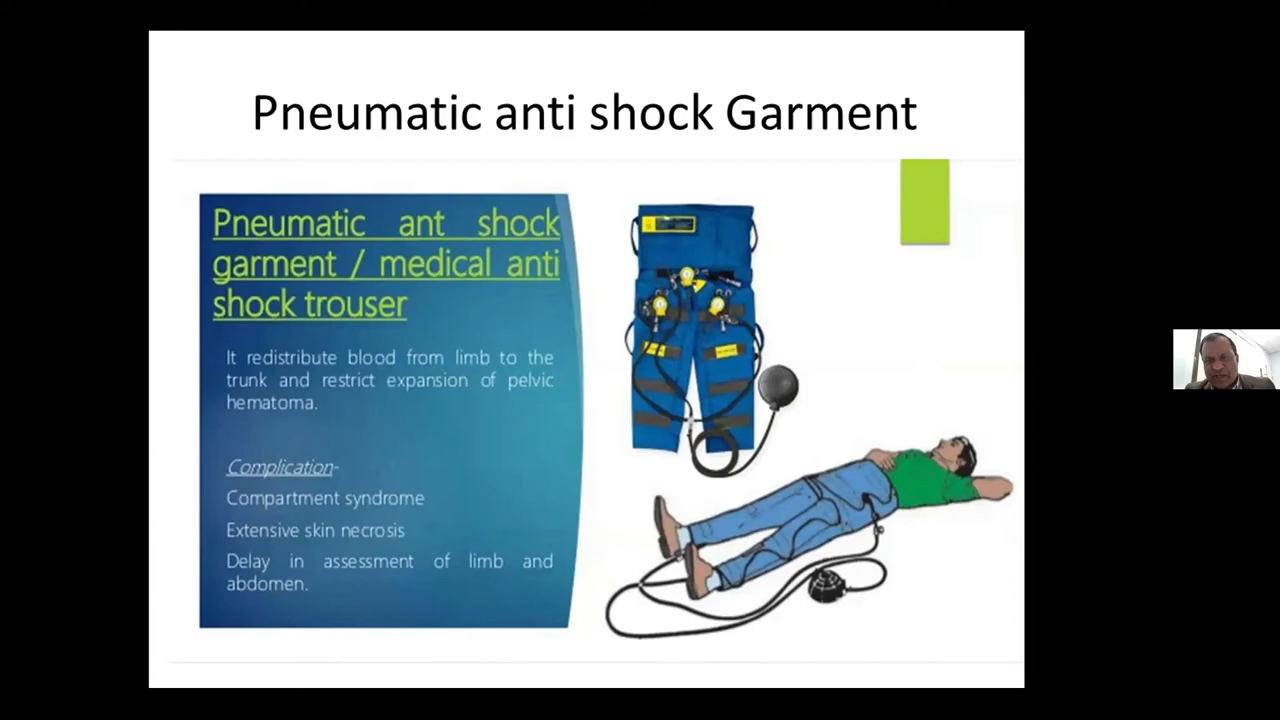 Pneumatic anti shock Garment
Pneumatic ant shock
garment / medical anti
shock trouser
It redistribute blood from limb to the
trunk and restrict expansion of pelvic
hematoma.
Complication-
Compartment syndrome
Extensive skin necrosis
Delay in assessment of limb and
abdomen.